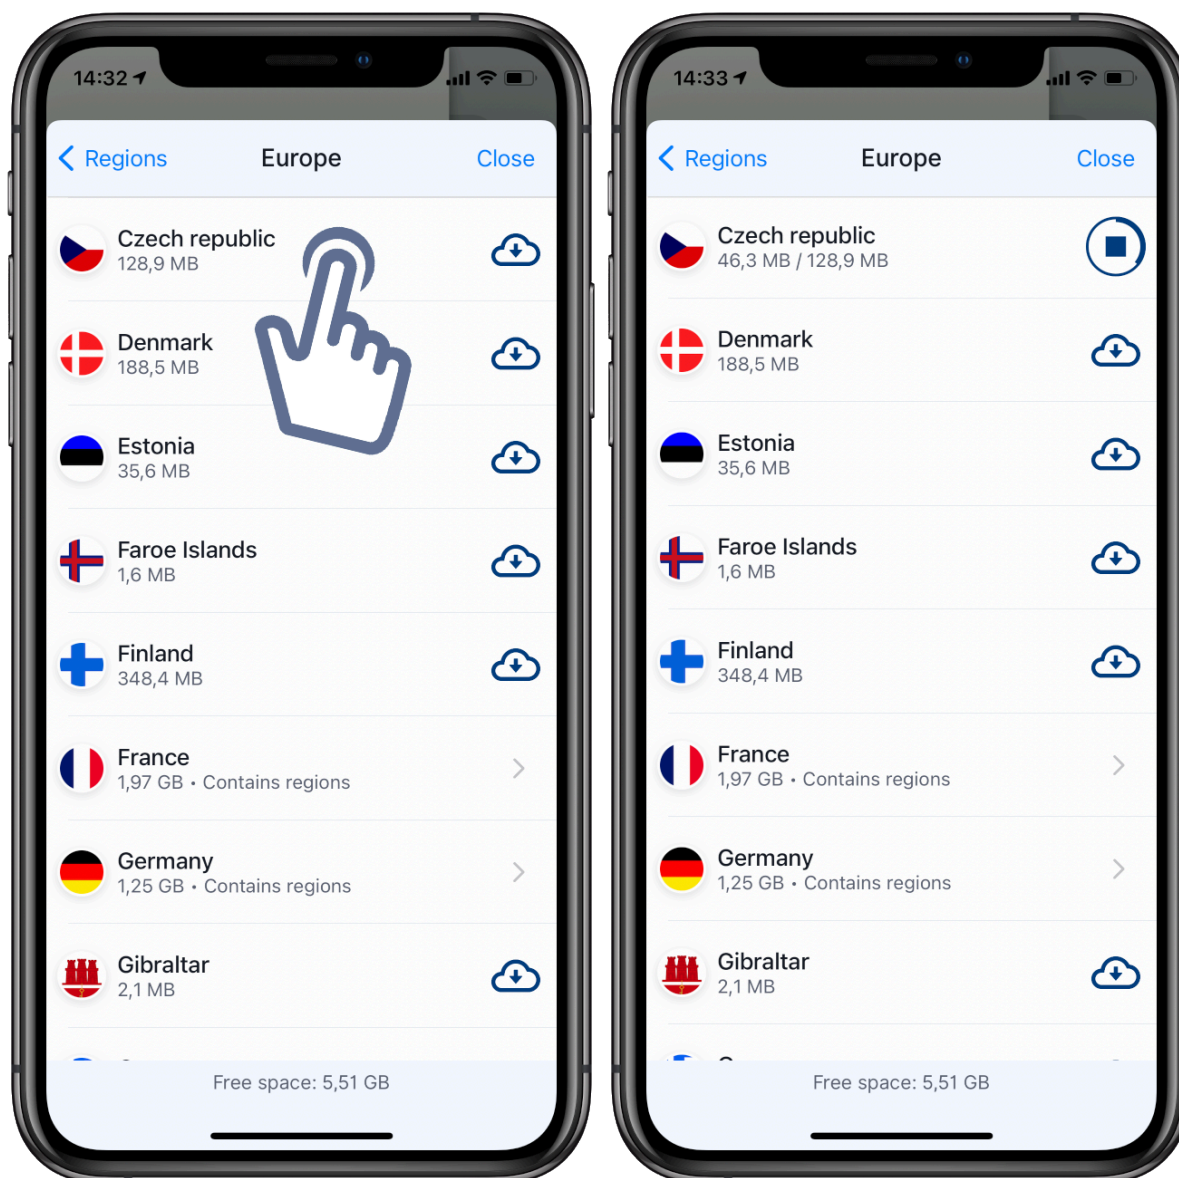 14:32
Regions
Europe
Close
Czech republic
128,9 MB
Denmark
188,5 MB
Estonia
35,6 MB
Faroe Islands
1,6 MB
Finland
348,4 MB
France
1,97 GB • Contains regions
Germany
1,25 GB • Contains regions
Gibraltar
2,1 MB
Free space: 5,51 GB
14:33
Regions
Europe
Close
Czech republic
46,3 MB / 128,9 MB
Denmark
188,5 MB
Estonia
35,6 MB
Faroe Islands
1,6 MB
Finland
348,4 MB
France
1,97 GB • Contains regions
Germany
1,25 GB • Contains regions
Gibraltar
2,1 MB
Free space: 5,51 GB